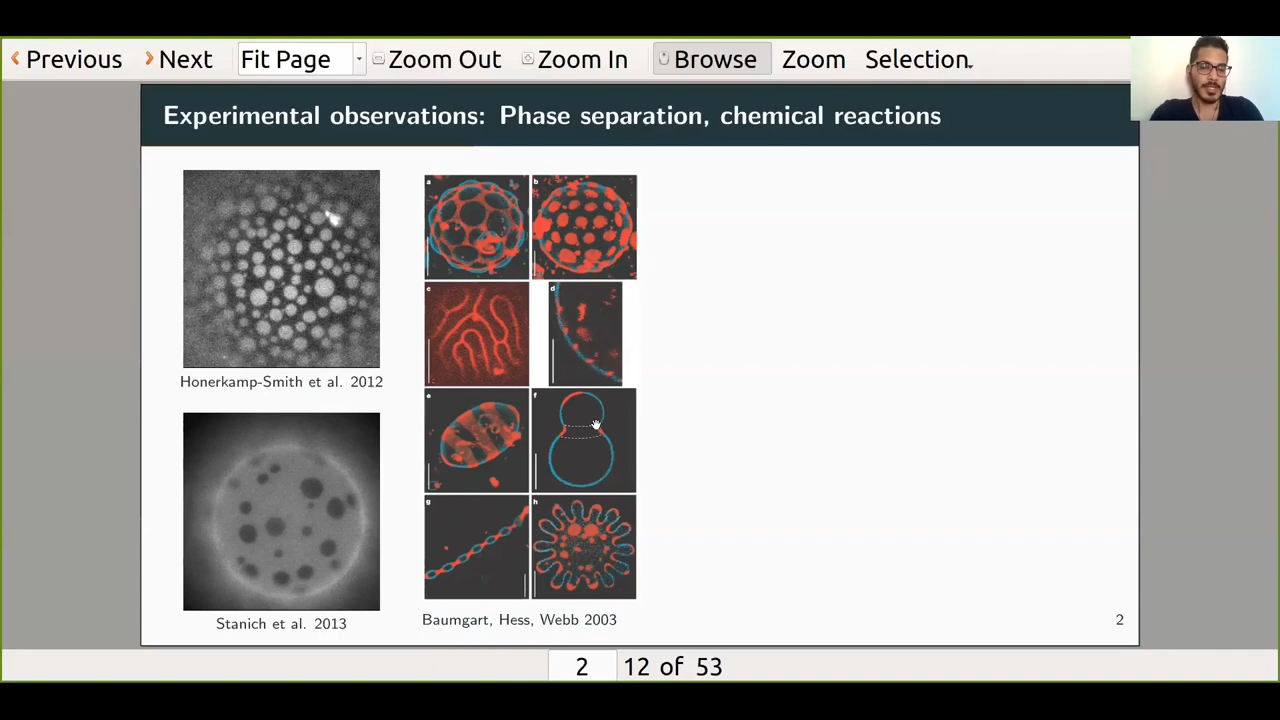 Previous Next Fit Page Zoom Out Zoom In Browse Zoom Selection
Experimental observations: Phase separation, chemical reactions
a b
c d
e f
g h
Honerkamp-Smith et al. 2012
Stanich et al. 2013
Baumgart, Hess, Webb 2003
2
2 12 of 53